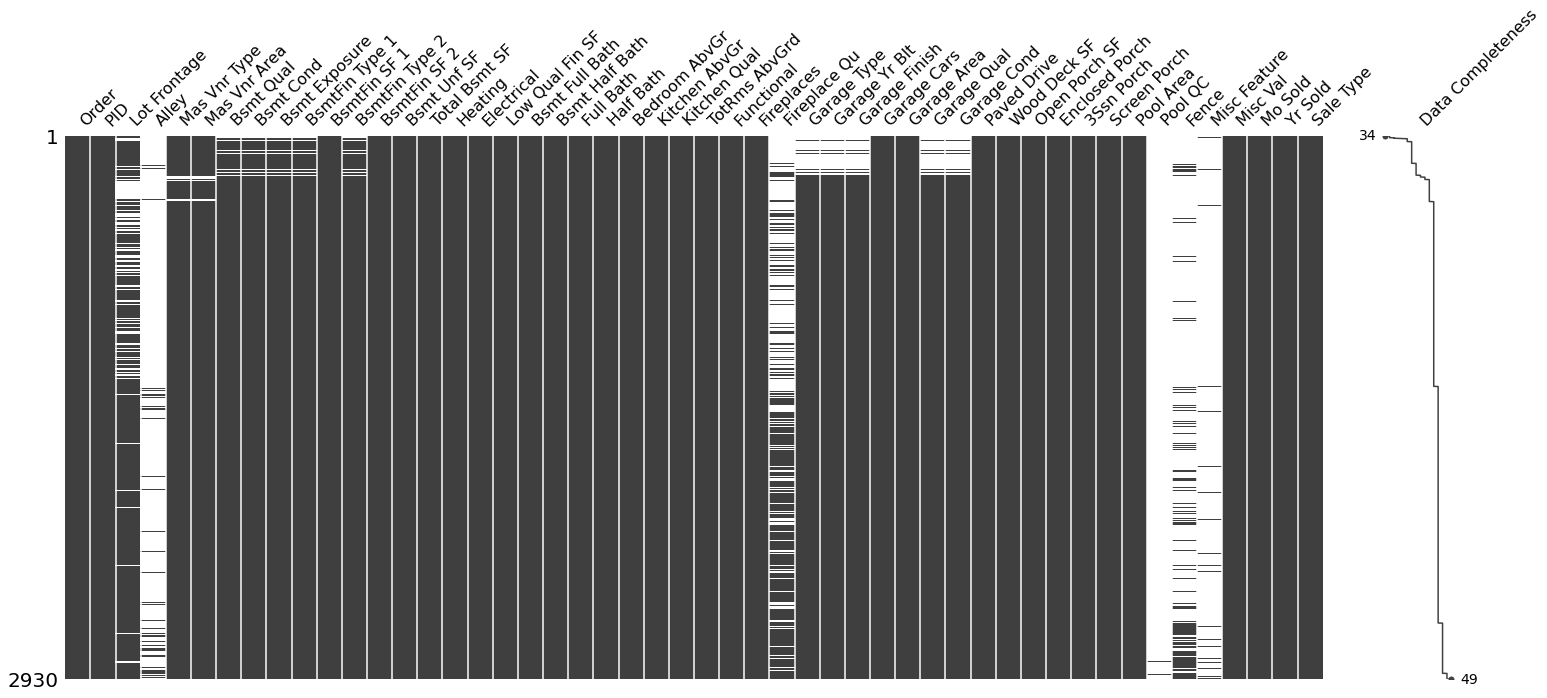 Order
PID
Lot Frontage
Alley
Mas Vnr Type
Mas Vnr Area
Bsmt Qual
Bsmt Cond
Bsmt Exposure
BsmtFin Type 1
BsmtFin SF 1
BsmtFin Type 2
BsmtFin SF 2
Bsmt Unf SF
Total Bsmt SF
Heating
Electrical
Low Qual Fin SF
Bsmt Full Bath
Bsmt Half Bath
Full Bath
Half Bath
Bedroom AbvGr
Kitchen AbvGr
Kitchen Qual
TotRms AbvGrd
Functional
Fireplaces
Fireplace Qu
Garage Type
Garage Yr Blt
Garage Finish
Garage Cars
Garage Area
Garage Qual
Garage Cond
Paved Drive
Wood Deck SF
Open Porch SF
Enclosed Porch
3Ssn Porch
Screen Porch
Pool Area
Pool QC
Fence
Misc Feature
Misc Val
Mo Sold
Yr Sold
Sale Type
Data Completeness
1
34
2930
49